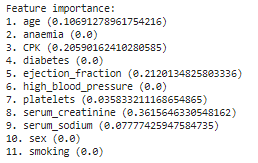 Feature importance:
1. age (0.10691278961754216)
2. anaemia (0.0)
3. CPK (0.20590162410280585)
4. diabetes (0.0)
5. ejection_fraction (0.2120134825803336)
6. high_blood_pressure (0.0)
7. platelets (0.035833211168654865)
8. serum_creatinine (0.3615646330548162)
9. serum_sodium (0.07777425947584735)
10. sex (0.0)
11. smoking (0.0)